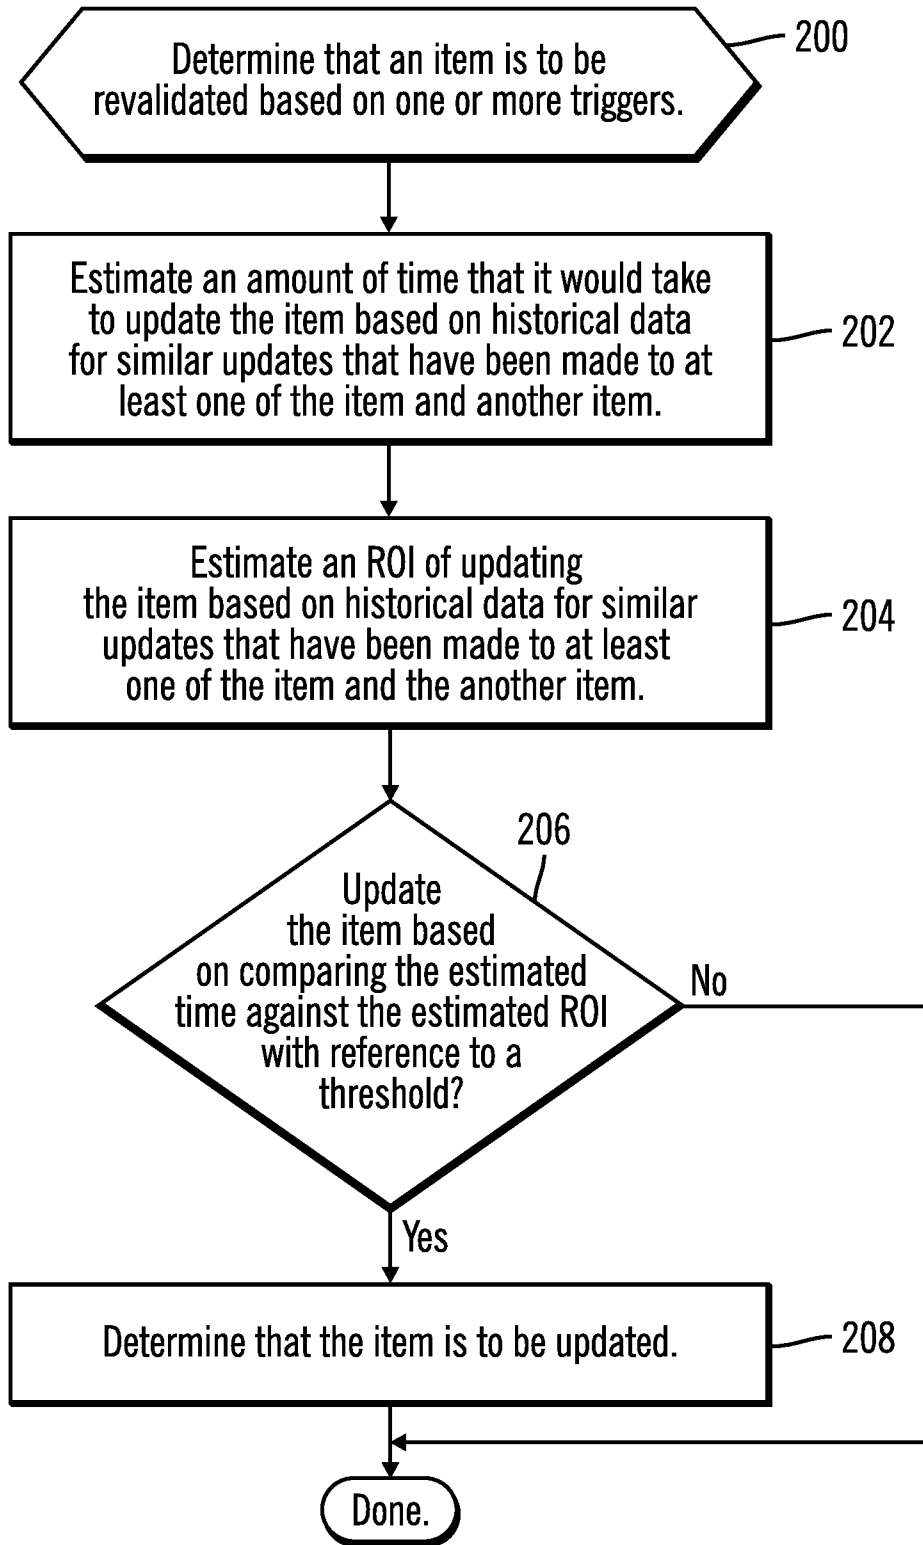 Determine that an item is to be
revalidated based on one or more triggers.
200
Estimate an amount of time that it would take
to update the item based on historical data
for similar updates that have been made to at
least one of the item and another item.
202
Estimate an ROI of updating
the item based on historical data for similar
updates that have been made to at least
one of the item and the another item.
204
206
Update
the item based
on comparing the estimated
time against the estimated ROI
with reference to a
threshold?
No
Yes
Determine that the item is to be updated.
208
Done.